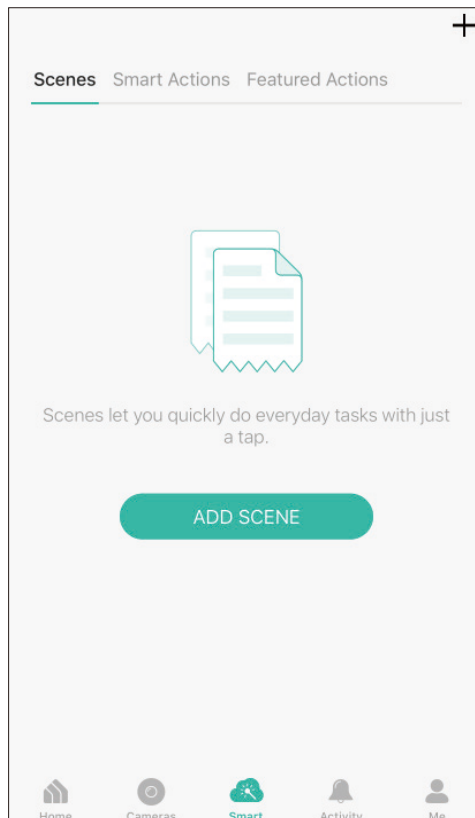 +
Scenes Smart Actions Featured Actions
Scenes let you quickly do everyday tasks with just
a tap.
ADD SCENE
Home Cameras Smart Activity Me